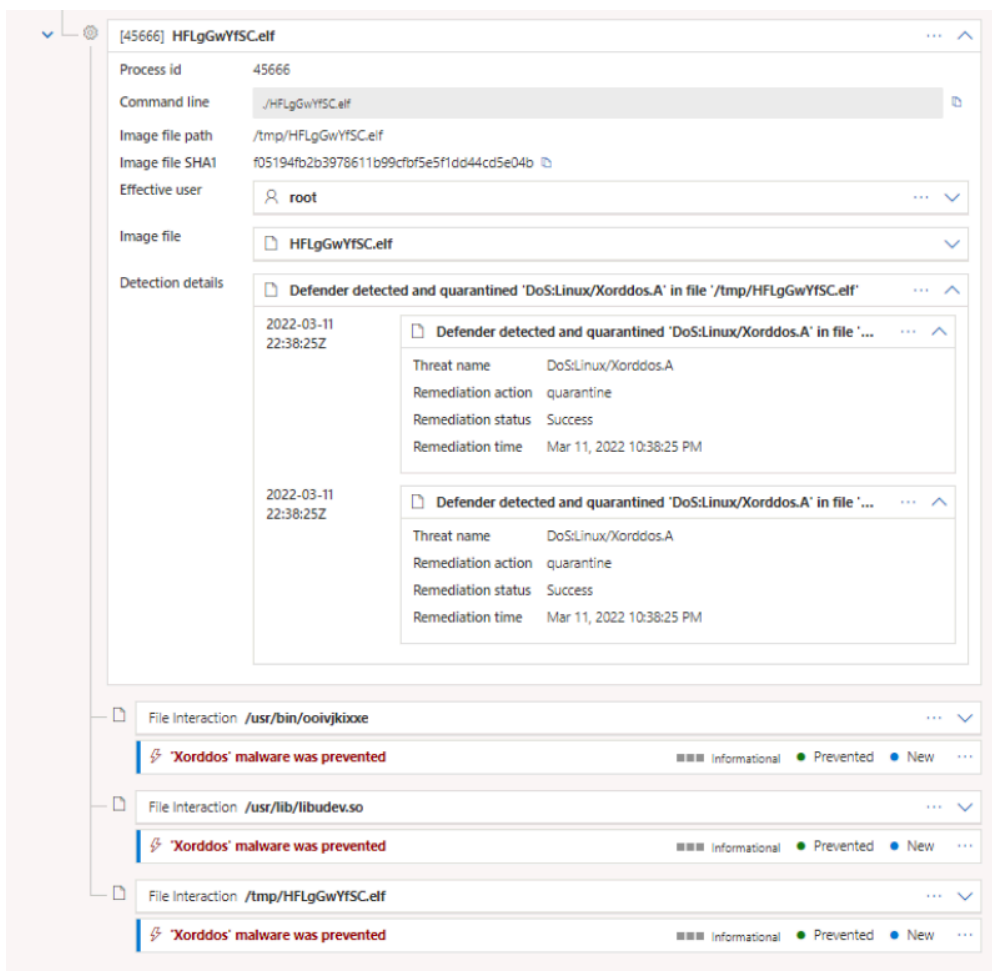 [45666] HFLgGwYfSC.elf
Process id 45666
Command line ./HFLgGwYfSC.elf
Image file path /tmp/HFLgGwYfSC.elf
Image file SHA1 f05194fb2b3978611b99cfbf5e5f1dd44cd5e04b
Effective user root
Image file HFLgGwYfSC.elf
Detection details Defender detected and quarantined 'DoS:Linux/Xorddos.A' in file '/tmp/HFLgGwYfSC.elf'
2022-03-11 22:38:25Z Defender detected and quarantined 'DoS:Linux/Xorddos.A' in file '...
Threat name DoS:Linux/Xorddos.A
Remediation action quarantine
Remediation status Success
Remediation time Mar 11, 2022 10:38:25 PM
2022-03-11 22:38:25Z Defender detected and quarantined 'DoS:Linux/Xorddos.A' in file '...
Threat name DoS:Linux/Xorddos.A
Remediation action quarantine
Remediation status Success
Remediation time Mar 11, 2022 10:38:25 PM
File Interaction /usr/bin/ooivjkixxe
'Xorddos' malware was prevented Informational Prevented New
File Interaction /usr/lib/libudev.so
'Xorddos' malware was prevented Informational Prevented New
File Interaction /tmp/HFLgGwYfSC.elf
'Xorddos' malware was prevented Informational Prevented New